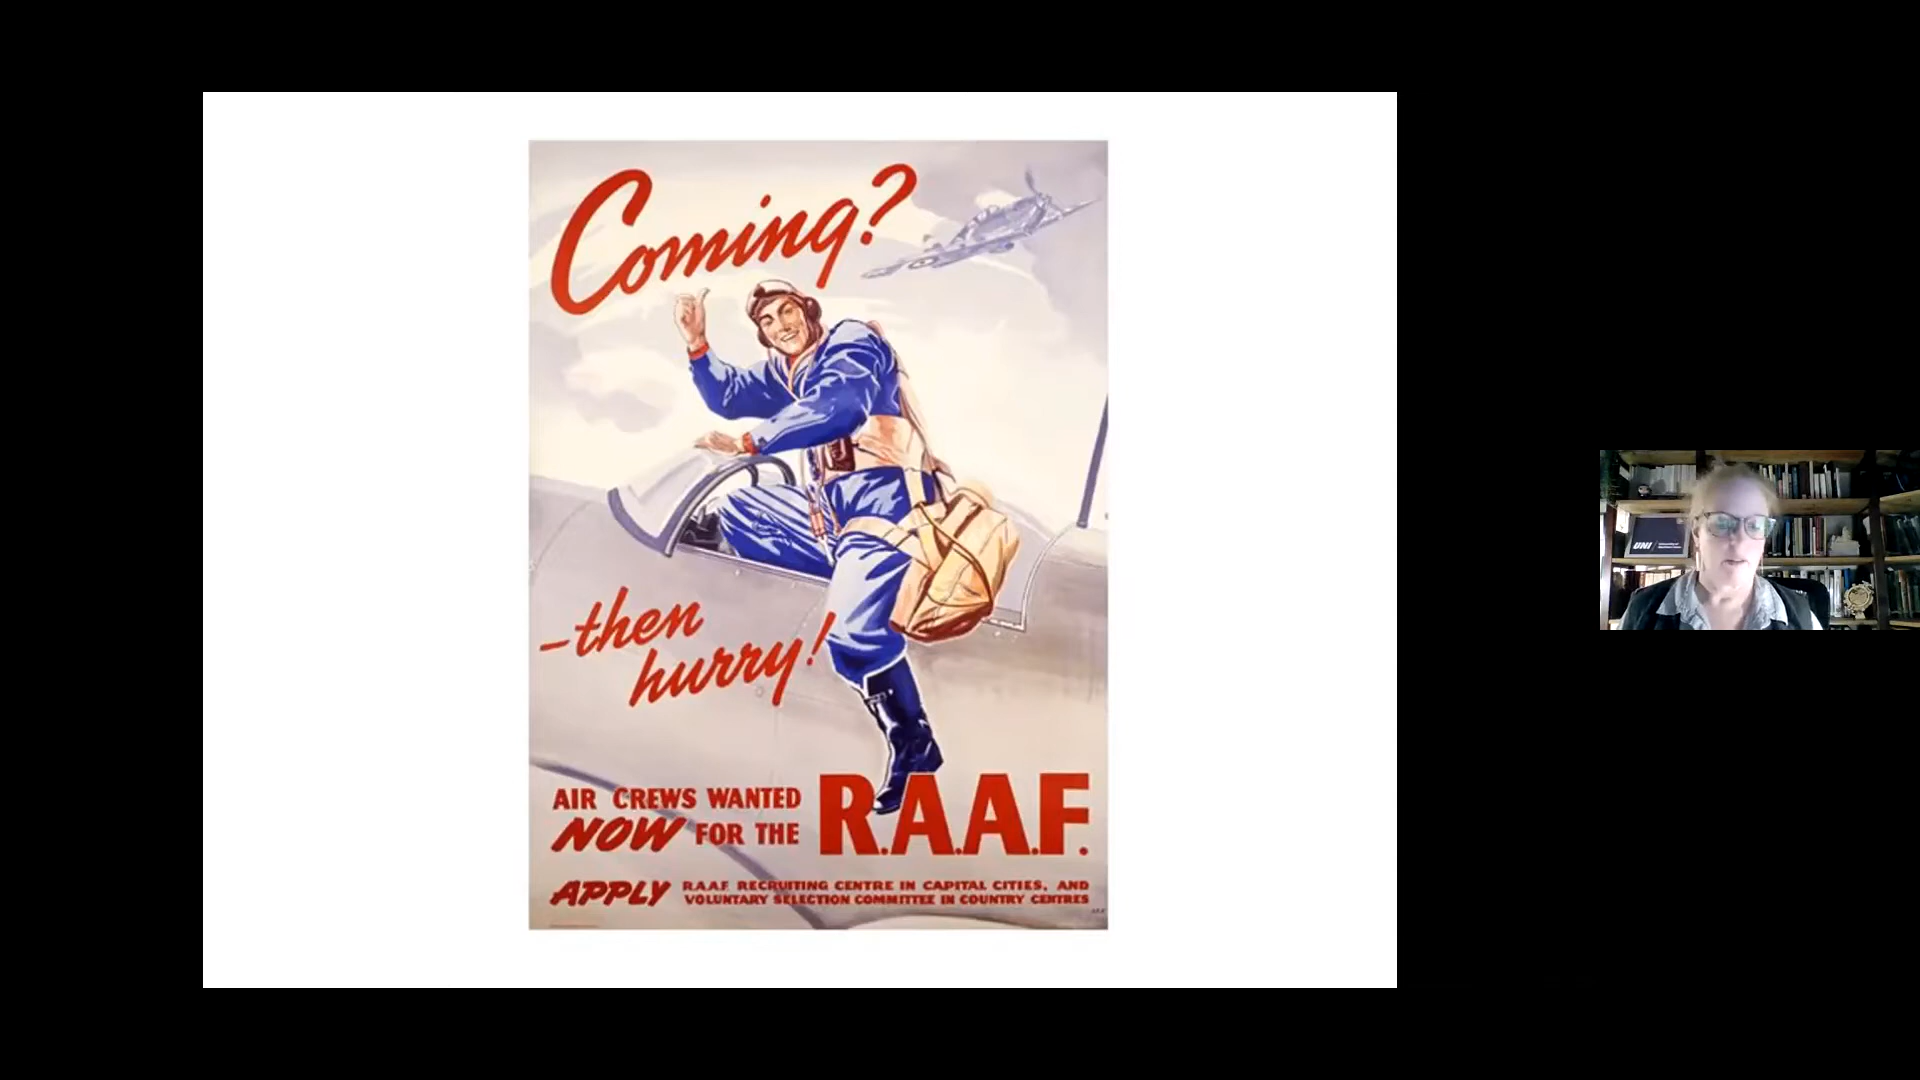 Coming?
-then
hurry!
AIR CREWS WANTED
NOW FOR THE
R.A.A.F.
APPLY
R.A.A.F. RECRUITING CENTRE IN CAPITAL CITIES, AND
VOLUNTARY SELECTION COMMITTEE IN COUNTRY CENTRES
UNI